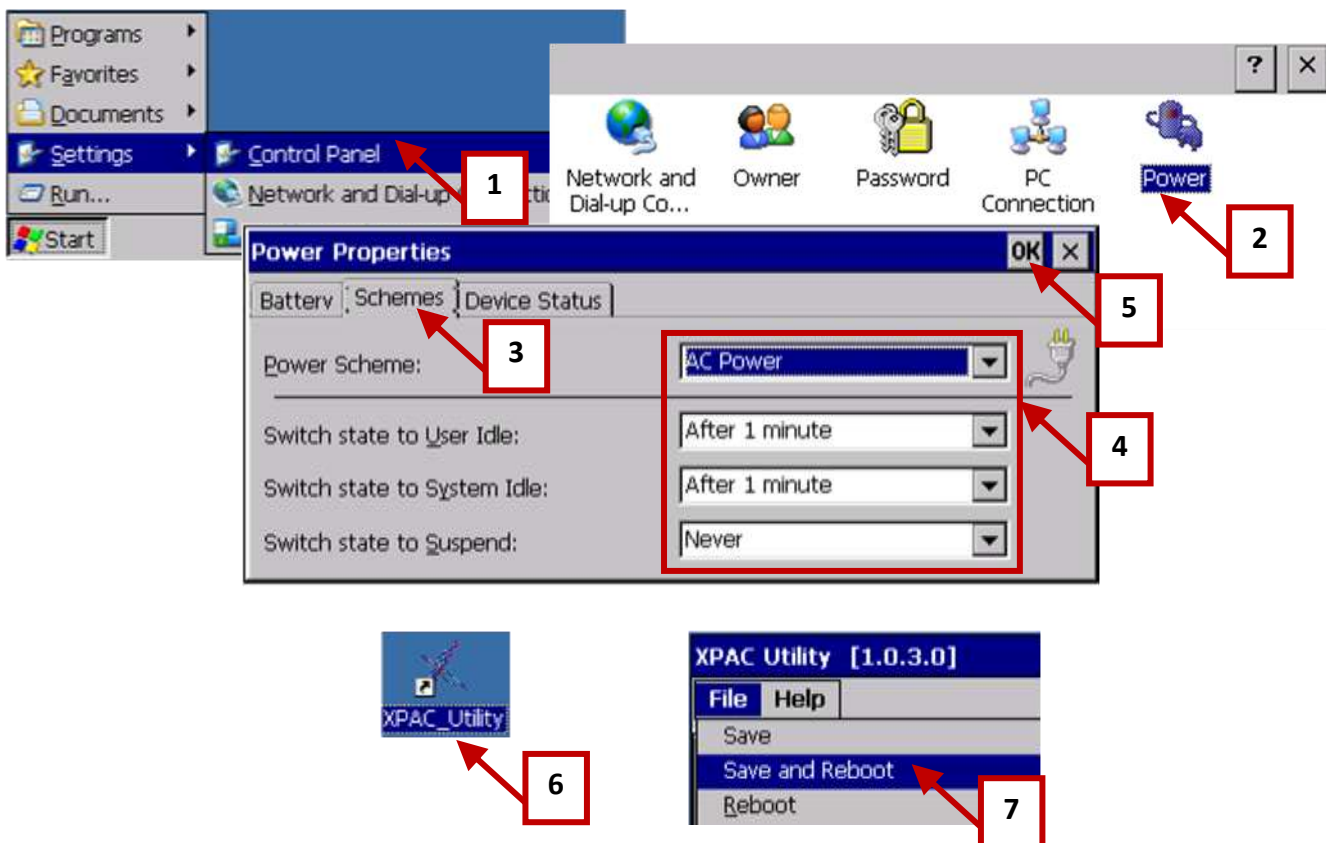 Programs
Favorites
Documents
Settings
Run...
Start
Control Panel
Network and Dial-up
1
? ×
Network and
Dial-up Co...
Owner
Password
PC
Connection
Power
2
Power Properties
OK ×
Battery
Schemes
Device Status
3
5
Power Scheme:
AC Power
Switch state to User Idle:
After 1 minute
Switch state to System Idle:
After 1 minute
Switch state to Suspend:
Never
4
XPAC_Utility
6
XPAC Utility [1.0.3.0]
File Help
Save
Save and Reboot
Reboot
7